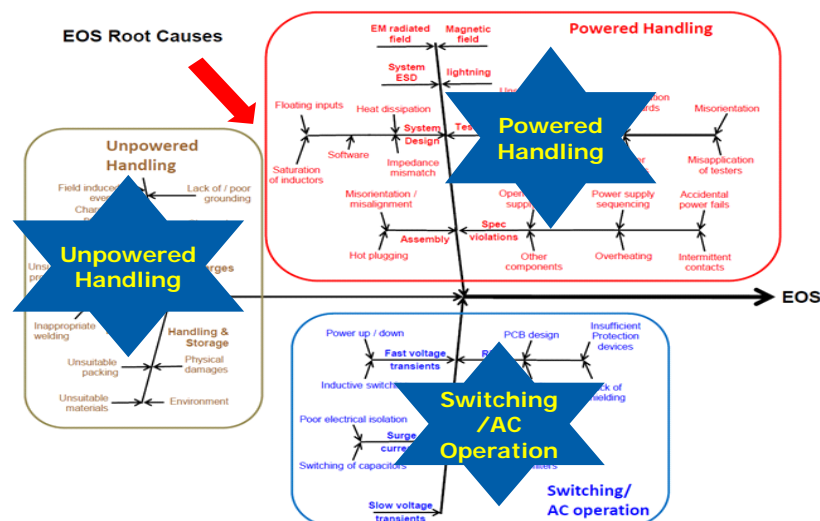 EOS Root Causes
EM radiated
field
Magnetic
field
Powered Handling
System
ESD
lightning
Floating inputs
Heat dissipation
Misorientation
System
Design
Software
Saturation
of inductors
Impedance
mismatch
Misapplication
of testers
Powered
Handling
Misorientation /
misalignment
Power supply
sequencing
Accidental
power fails
Assembly
Spec
violations
Hot plugging
Other
components
Overheating
Intermittent
contacts
Unpowered
Handling
Field induced
Lack of / poor
grounding
Unpowered
Handling
Inappropriate
welding
Handling &
Storage
Unsuitable
packing
Physical
damages
Unsuitable
materials
Environment
EOS
Power up / down
PCB design
Insufficient
Protection
devices
Fast voltage
transients
Switching
/AC
Operation
Poor electrical isolation
Switching of capacitors
Slow voltage
transients
Switching/
AC operation